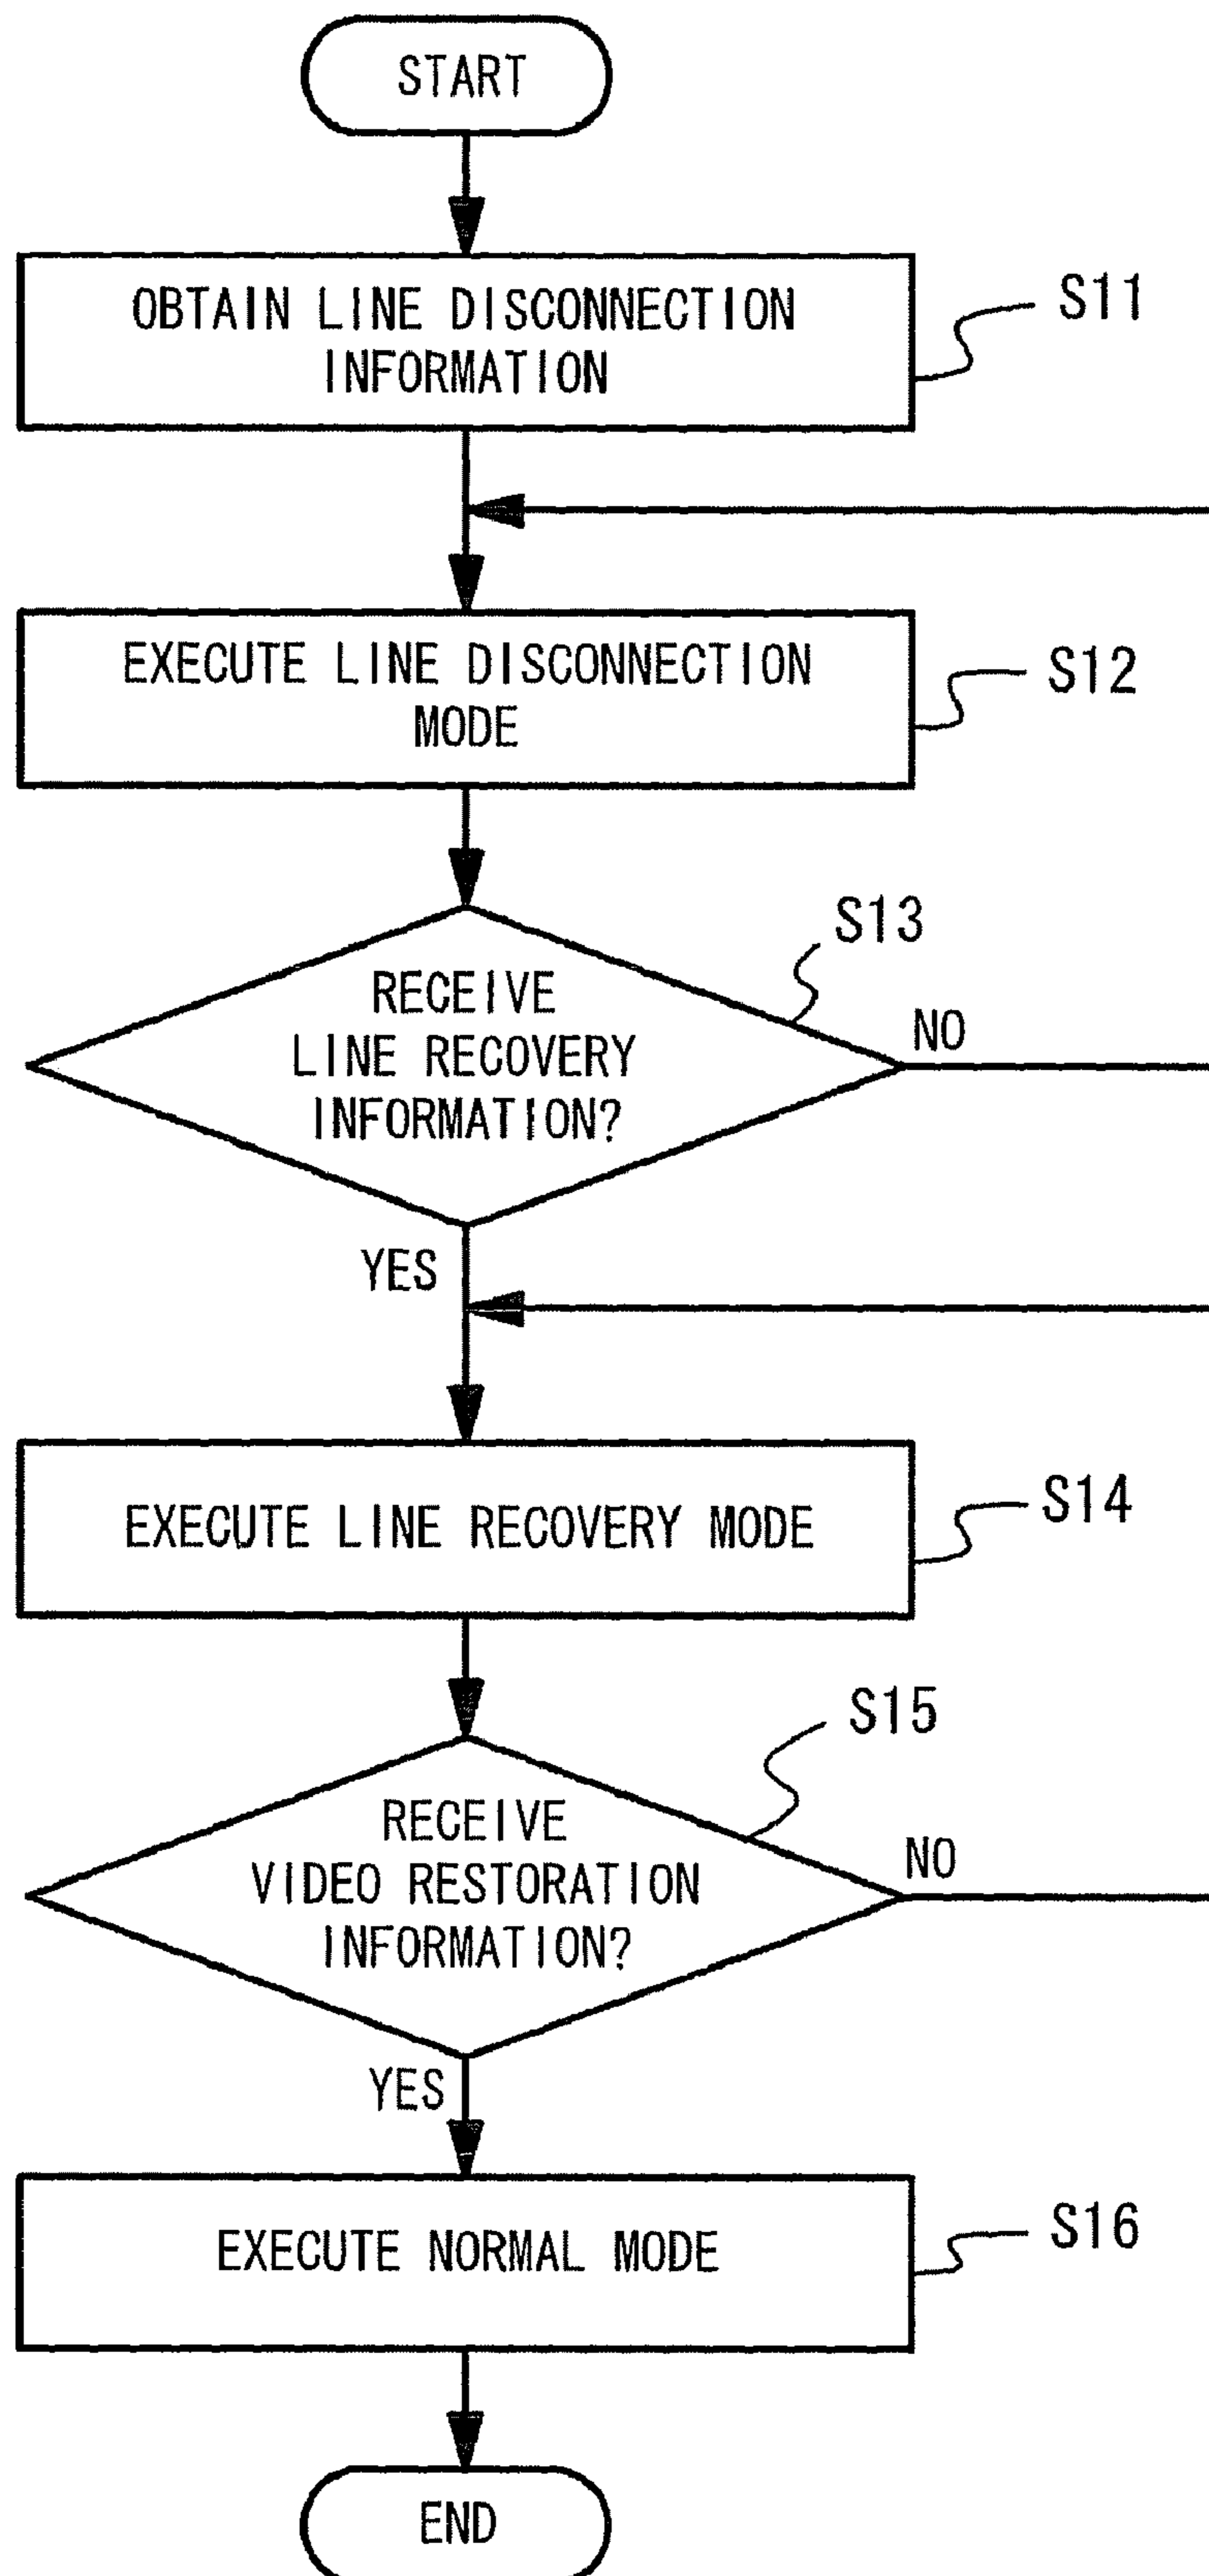 START
OBTAIN LINE DISCONNECTION
INFORMATION
S11
EXECUTE LINE DISCONNECTION
MODE
S12
S13
RECEIVE
LINE RECOVERY
INFORMATION?
NO
YES
EXECUTE LINE RECOVERY MODE
S14
S15
RECEIVE
VIDEO RESTORATION
INFORMATION?
NO
YES
EXECUTE NORMAL MODE
S16
END